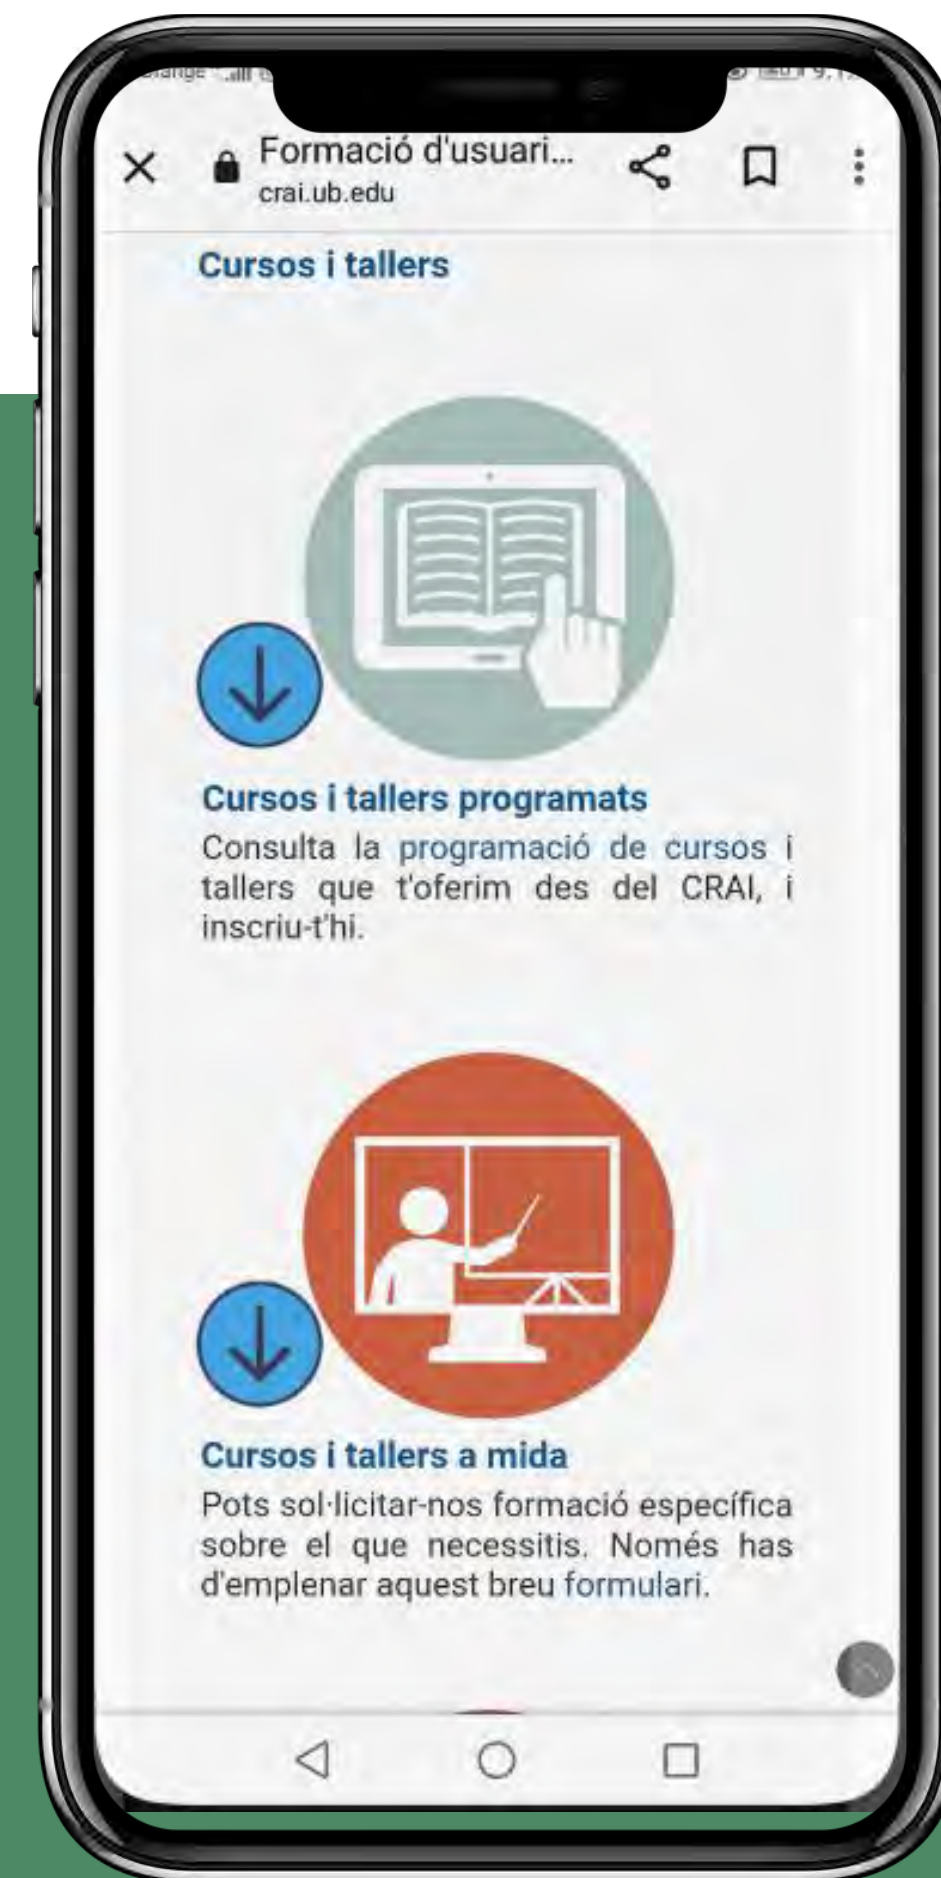 Formació d'usuari...
crai.ub.edu
Cursos i tallers
Cursos i tallers programats
Consulta la programació de cursos i
tallers que t'oferim des del CRAI, i
inscriu-t'hi.
Cursos i tallers a mida
Pots sol·licitar-nos formació específica
sobre el que necessitis. Només has
d'emplenar aquest breu formulari.